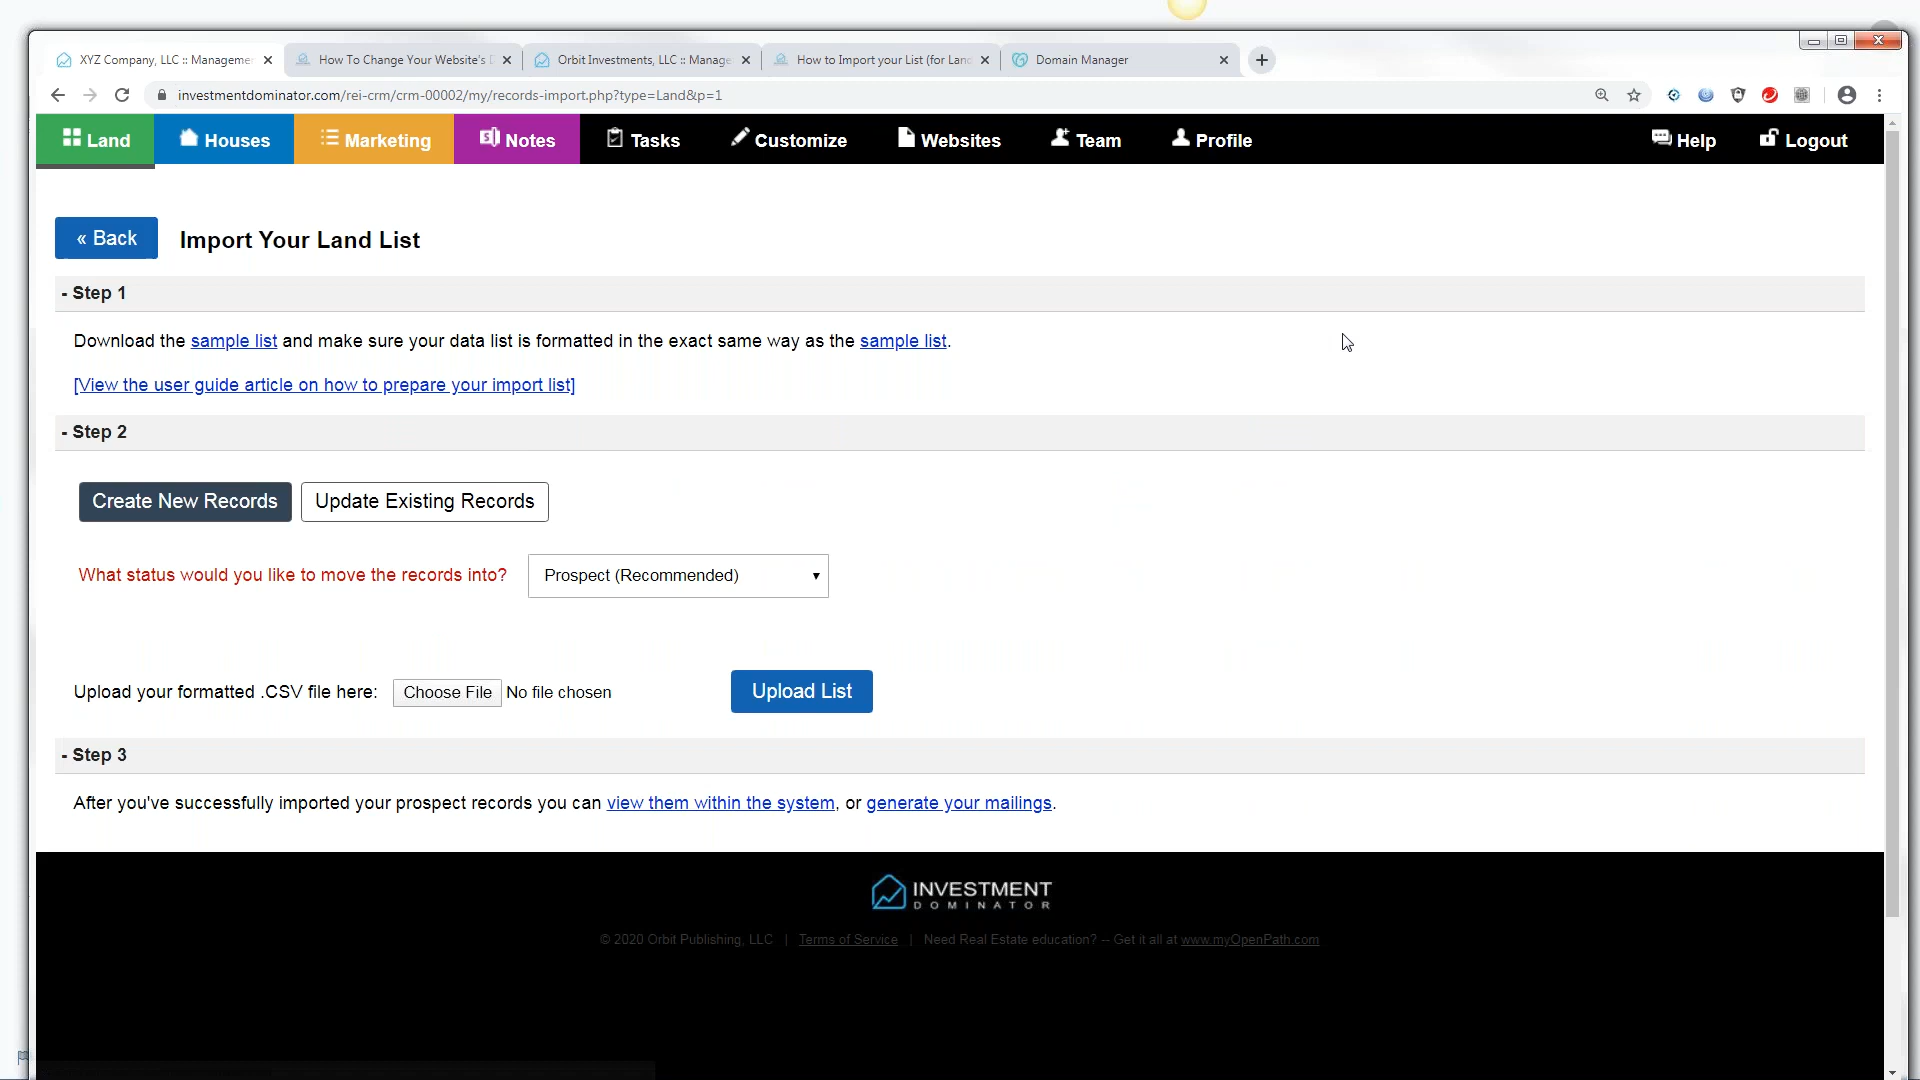 XYZ Company, LLC :: Manageme
How To Change Your Website's D
Orbit Investments, LLC :: Manage
How to Import your List (for Land
Domain Manager
investmentdominator.com/rei-crm/crm-00002/my/records-import.php?type=Land&p=1
Land
Houses
Marketing
Notes
Tasks
Customize
Websites
Team
Profile
Help
Logout
« Back
Import Your Land List
- Step 1
Download the sample list and make sure your data list is formatted in the exact same way as the sample list.
[View the user guide article on how to prepare your import list]
- Step 2
Create New Records
Update Existing Records
What status would you like to move the records into?
Prospect (Recommended)
Upload your formatted .CSV file here:
Choose File
No file chosen
Upload List
- Step 3
After you've successfully imported your prospect records you can view them within the system, or generate your mailings.
INVESTMENT
DOMINATOR
© 2020 Orbit Publishing, LLC | Terms of Service | Need Real Estate education? -- Get it all at www.myOpenPath.com